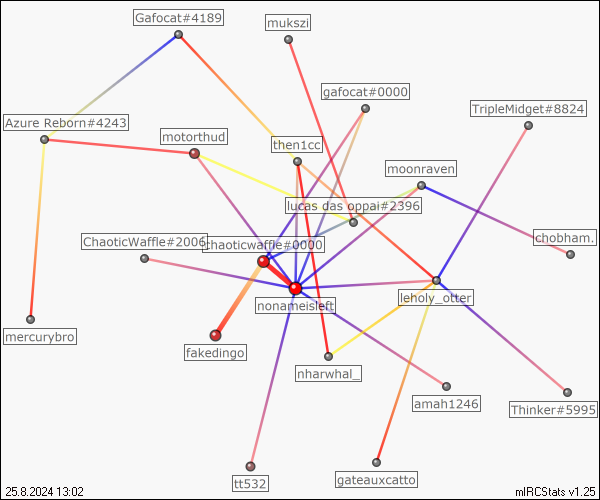 Gafocat#4189
mukszi
gafocat#0000
TripleMidget#8824
Azure Reborn#4243
motorthud
then1cc
moonraven
lucas das oppai#2396
ChaoticWaffle#2006
chaoticwaffle#0000
chobham.
nonameisleft
leholy_otter
mercurybro
fakedingo
nharwhal_
amah1246
Thinker#5995
tt532
gateauxcatto
25.8.2024 13:02
mIRCStats v1.25